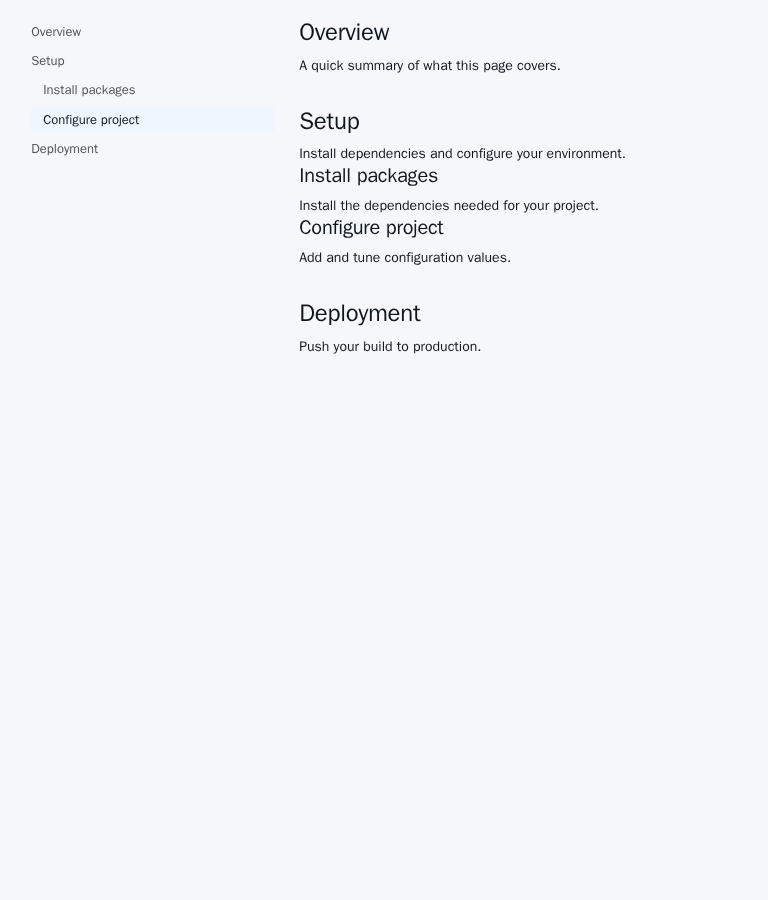 Overview
Setup
Install packages
Configure project
Deployment
Overview
A quick summary of what this page covers.
Setup
Install dependencies and configure your environment.
Install packages
Install the dependencies needed for your project.
Configure project
Add and tune configuration values.
Deployment
Push your build to production.